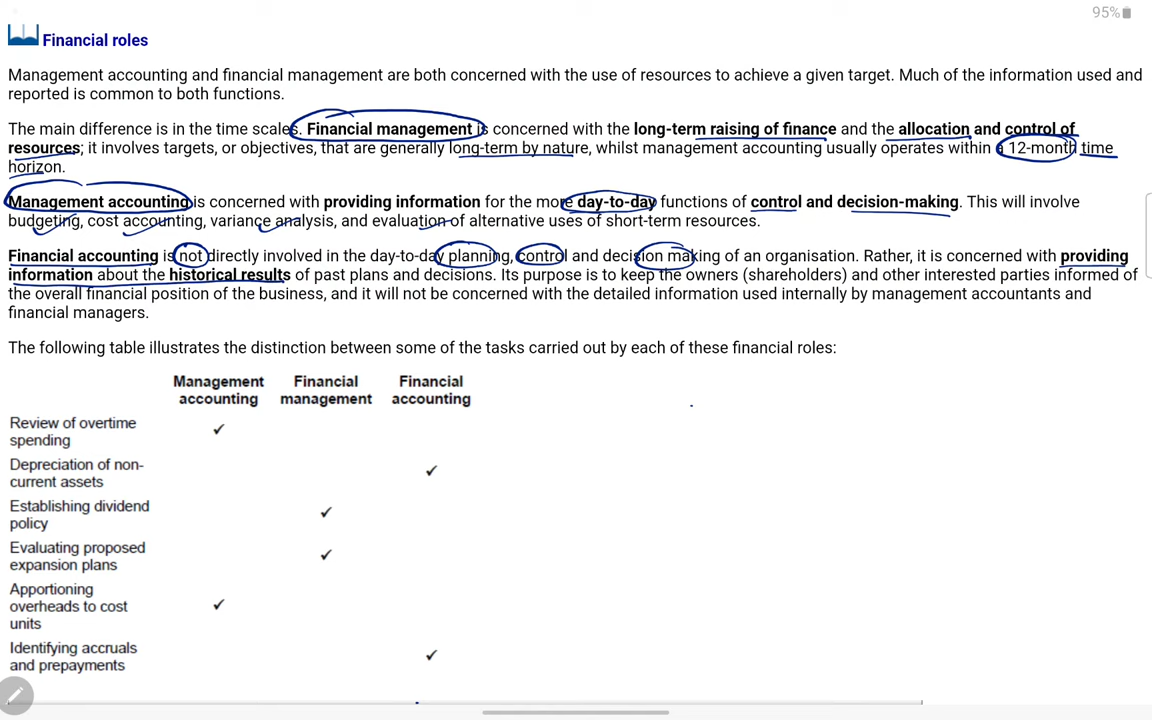 95%
Financial roles
Management accounting and financial management are both concerned with the use of resources to achieve a given target. Much of the information used and
reported is common to both functions.
The main difference is in the time scales. Financial management is concerned with the long-term raising of finance and the allocation and control of
resources; it involves targets, or objectives, that are generally long-term by nature, whilst management accounting usually operates within a 12-month time
horizon.
Management accounting is concerned with providing information for the more day-to-day functions of control and decision-making. This will involve
budgeting, cost accounting, variance analysis, and evaluation of alternative uses of short-term resources.
Financial accounting is not directly involved in the day-to-day planning, control and decision making of an organisation. Rather, it is concerned with providing
information about the historical results of past plans and decisions. Its purpose is to keep the owners (shareholders) and other interested parties informed of
the overall financial position of the business, and it will not be concerned with the detailed information used internally by management accountants and
financial managers.
The following table illustrates the distinction between some of the tasks carried out by each of these financial roles:
Management Financial Financial
accounting management accounting
Review of overtime ✓
spending
Depreciation of non- ✓
current assets
Establishing dividend ✓
policy
Evaluating proposed ✓
expansion plans
Apportioning
overheads to cost ✓
units
Identifying accruals ✓
and prepayments